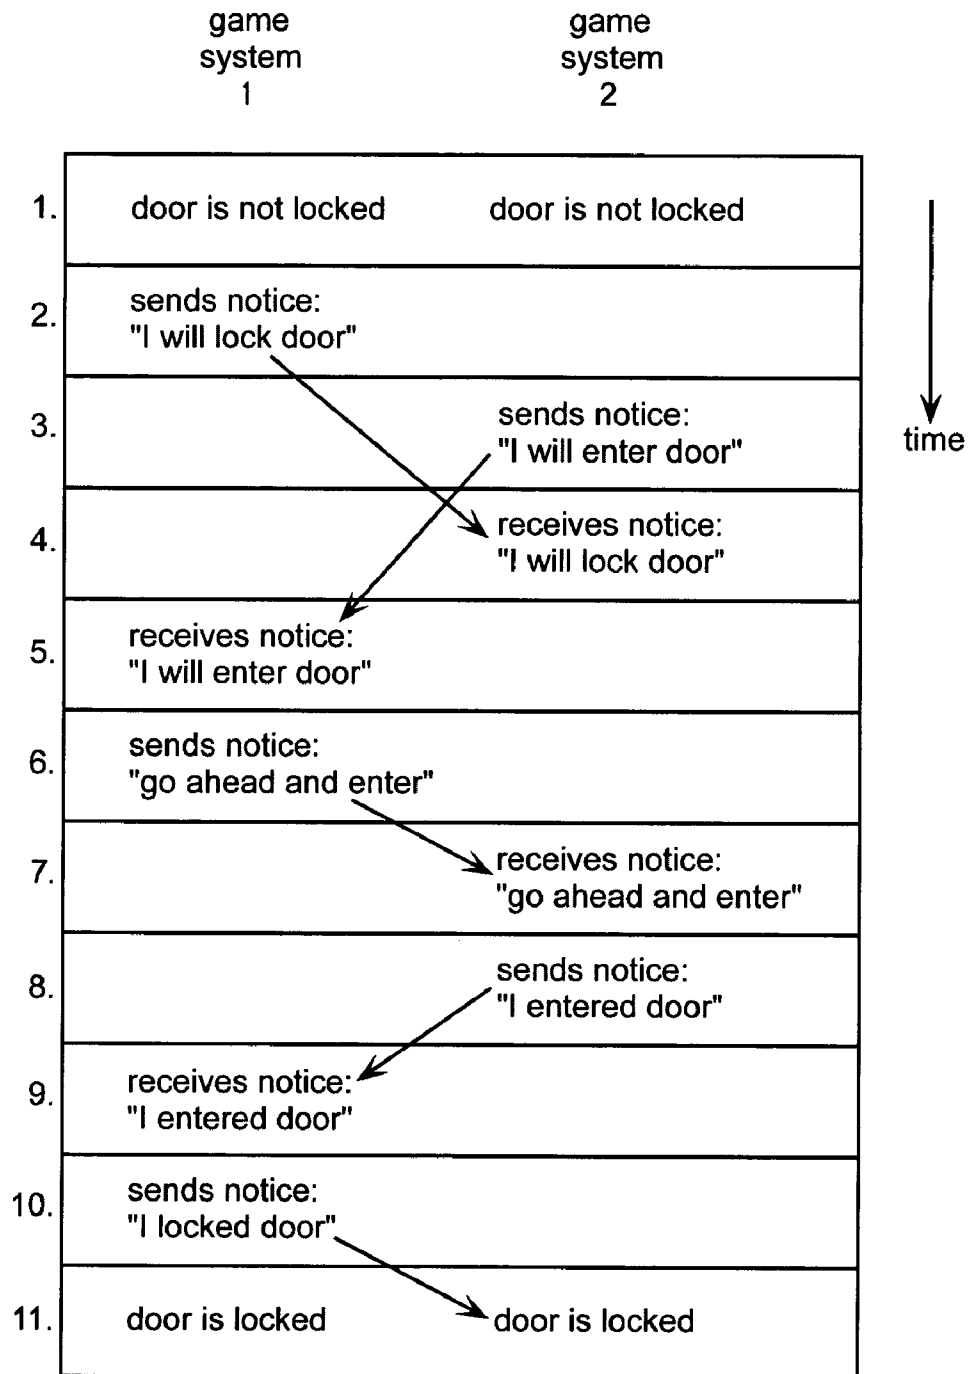 game
system
1
game
system
2
1. door is not locked door is not locked
2. sends notice:
"I will lock door"
3. sends notice:
"I will enter door"
time
4. receives notice:
"I will lock door"
5. receives notice:
"I will enter door"
6. sends notice:
"go ahead and enter"
7. receives notice:
"go ahead and enter"
8. sends notice:
"I entered door"
9. receives notice:
"I entered door"
10. sends notice:
"I locked door"
11. door is locked door is locked